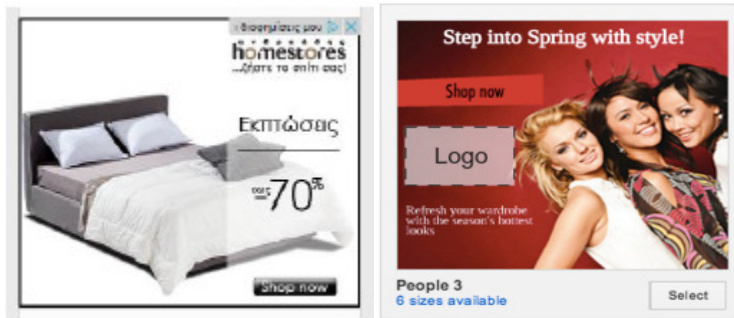 homestores
...ζήστε το σπίτι σας!
Εκπτώσεις
έως
-70%
Shop now
Step into Spring with style!
Shop now
Logo
Refresh your wardrobe
with the season's hottest
looks
People 3
6 sizes available
Select